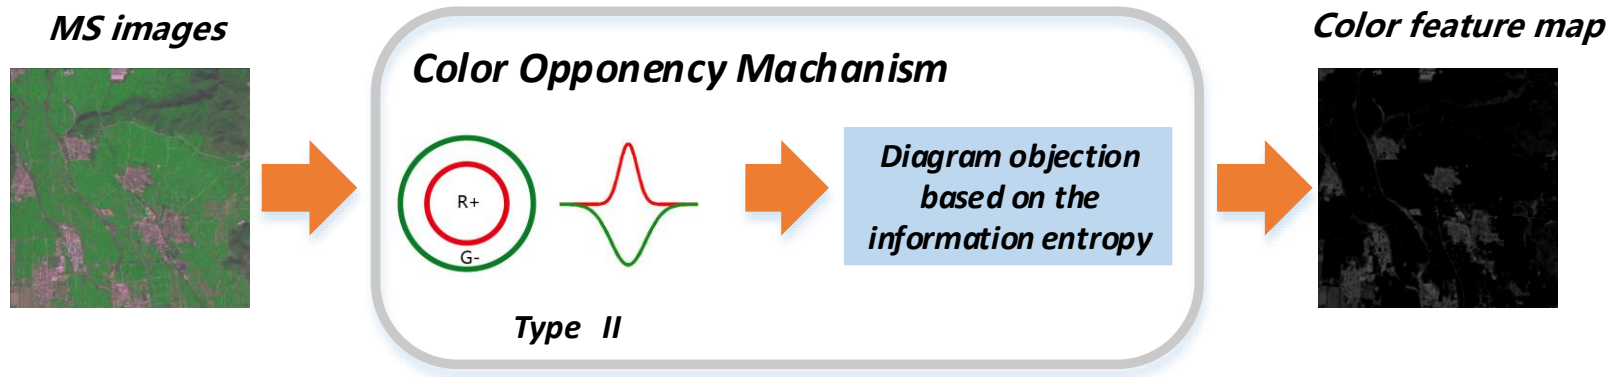 MS images
Color feature map
Color Opponency Machanism
R+
G-
Type II
Diagram objection
based on the
information entropy